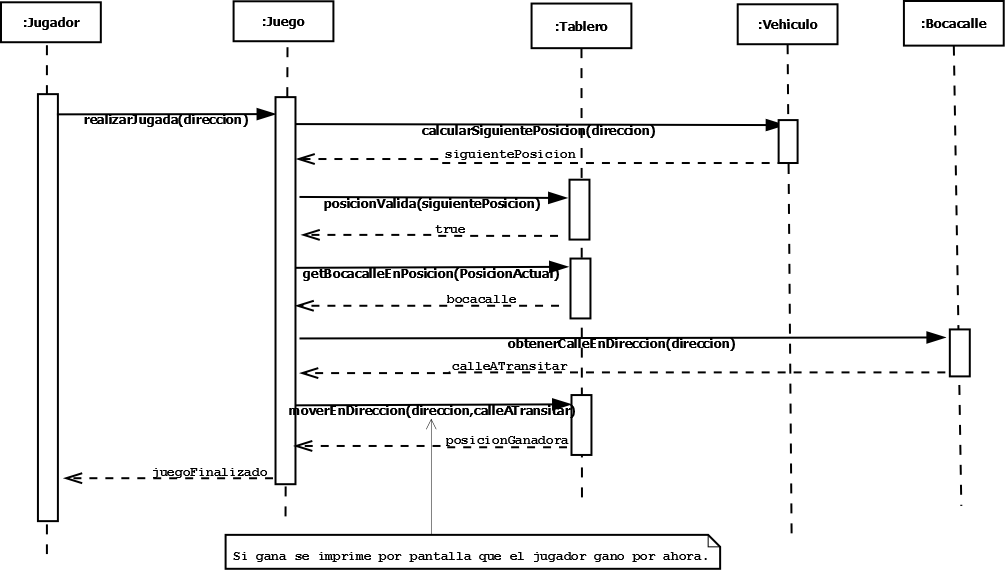 :Jugador
:Juego
:Tablero
:Vehiculo
:Bocacalle
realizarJugada(direccion)
calcularSiguientePosicion(direccion)
siguientePosicion
posicionValida(siguientePosicion)
true
getBocacalleEnPosicion(PosicionActual)
bocacalle
obtenerCalleEnDireccion(direccion)
calleATransitar
moverEnDireccion(direccion,calleATransitar)
posicionGanadora
juegoFinalizado
Si gana se imprime por pantalla que el jugador gano por ahora.